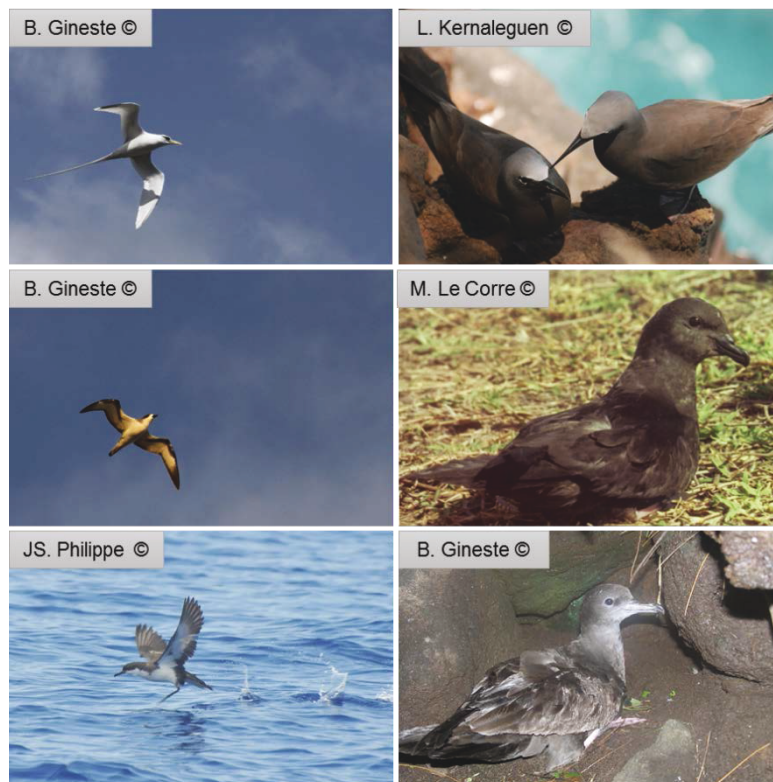 B. Gineste ©
L. Kernaleguen ©
B. Gineste ©
M. Le Corre ©
JS. Philippe ©
B. Gineste ©